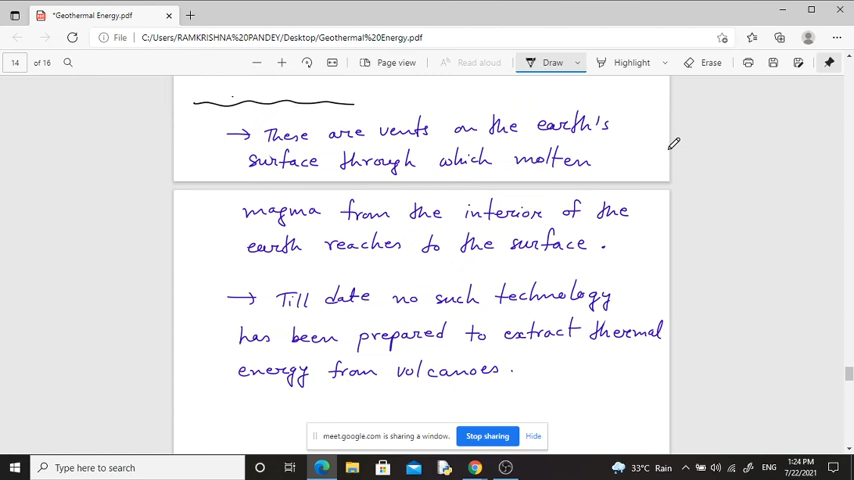 *Geothermal Energy.pdf
File C:/Users/RAMKRISHNA%20PANDEY/Desktop/Geothermal%20Energy.pdf
14 of 16 Page view Read aloud Draw Highlight Erase
→ These are vents on the earth's
surface through which molten
magma from the interior of the
earth reaches to the surface.
→ Till date no such technology
has been prepared to extract thermal
energy from volcanoes.
meet.google.com is sharing a window. Stop sharing Hide
Type here to search 33°C Rain ENG 1:24 PM
7/22/2021